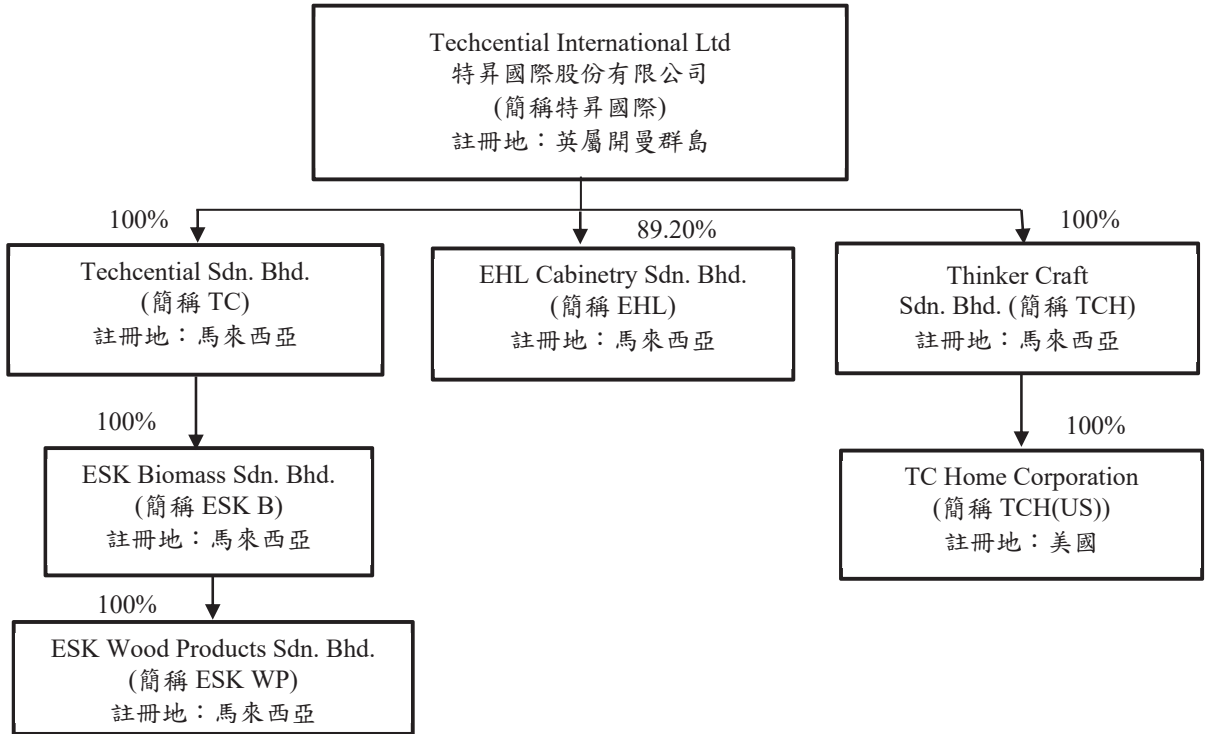 Techcential International Ltd
特昇國際股份有限公司
(簡稱特昇國際)
註冊地：英屬開曼群島
100%
89.20%
100%
Techcential Sdn. Bhd.
(簡稱 TC)
註冊地：馬來西亞
EHL Cabinetry Sdn. Bhd.
(簡稱 EHL)
註冊地：馬來西亞
Thinker Craft
Sdn. Bhd. (簡稱 TCH)
註冊地：馬來西亞
100%
100%
ESK Biomass Sdn. Bhd.
(簡稱 ESK B)
註冊地：馬來西亞
TC Home Corporation
(簡稱 TCH(US))
註冊地：美國
100%
ESK Wood Products Sdn. Bhd.
(簡稱 ESK WP)
註冊地：馬來西亞